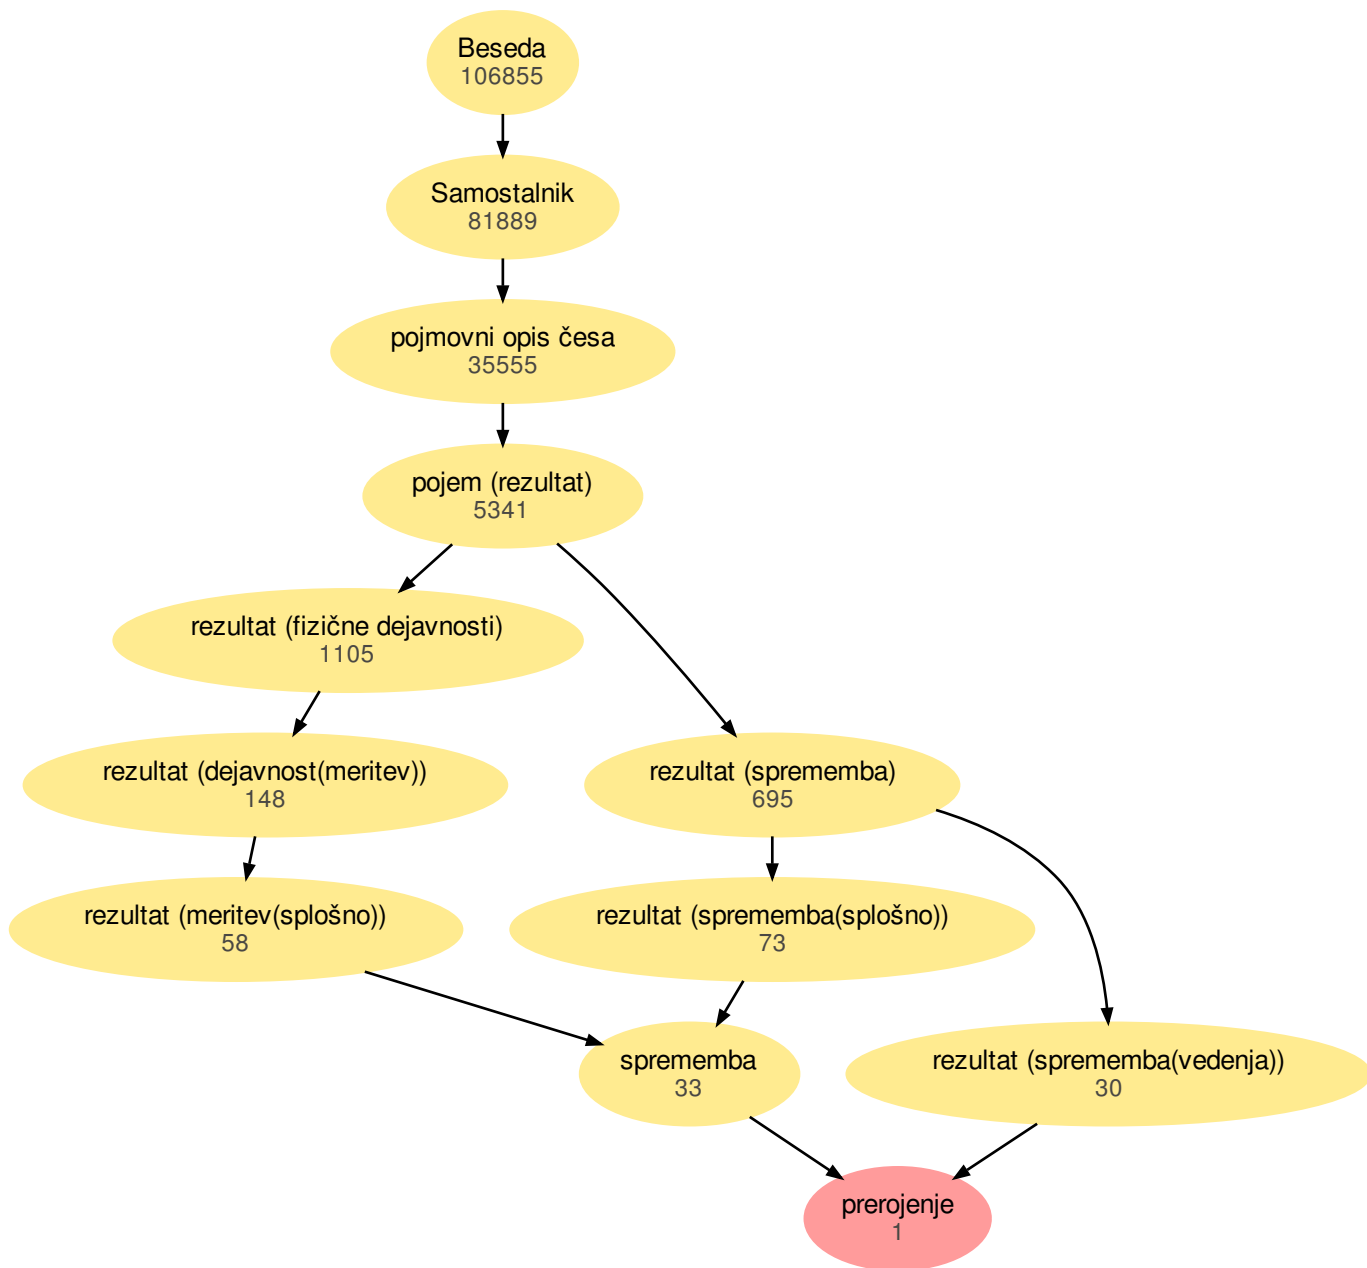 Beseda
106855
Samostalnik
81889
pojmovni opis česa
35555
pojem (rezultat)
5341
rezultat (fizične dejavnosti)
1105
rezultat (dejavnost(meritev))
148
rezultat (sprememba)
695
rezultat (meritev(splošno))
58
rezultat (sprememba(splošno))
73
sprememba
33
rezultat (sprememba(vedenja))
30
prerojenje
1